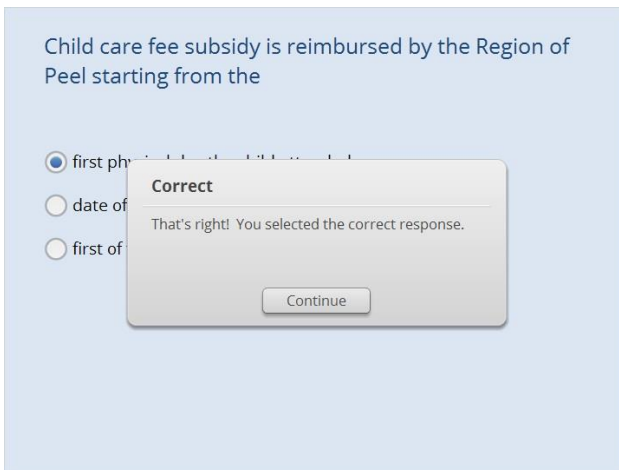 Child care fee subsidy is reimbursed by the Region of
Peel starting from the
first
date of
first of
Correct
That's right! You selected the correct response.
Continue